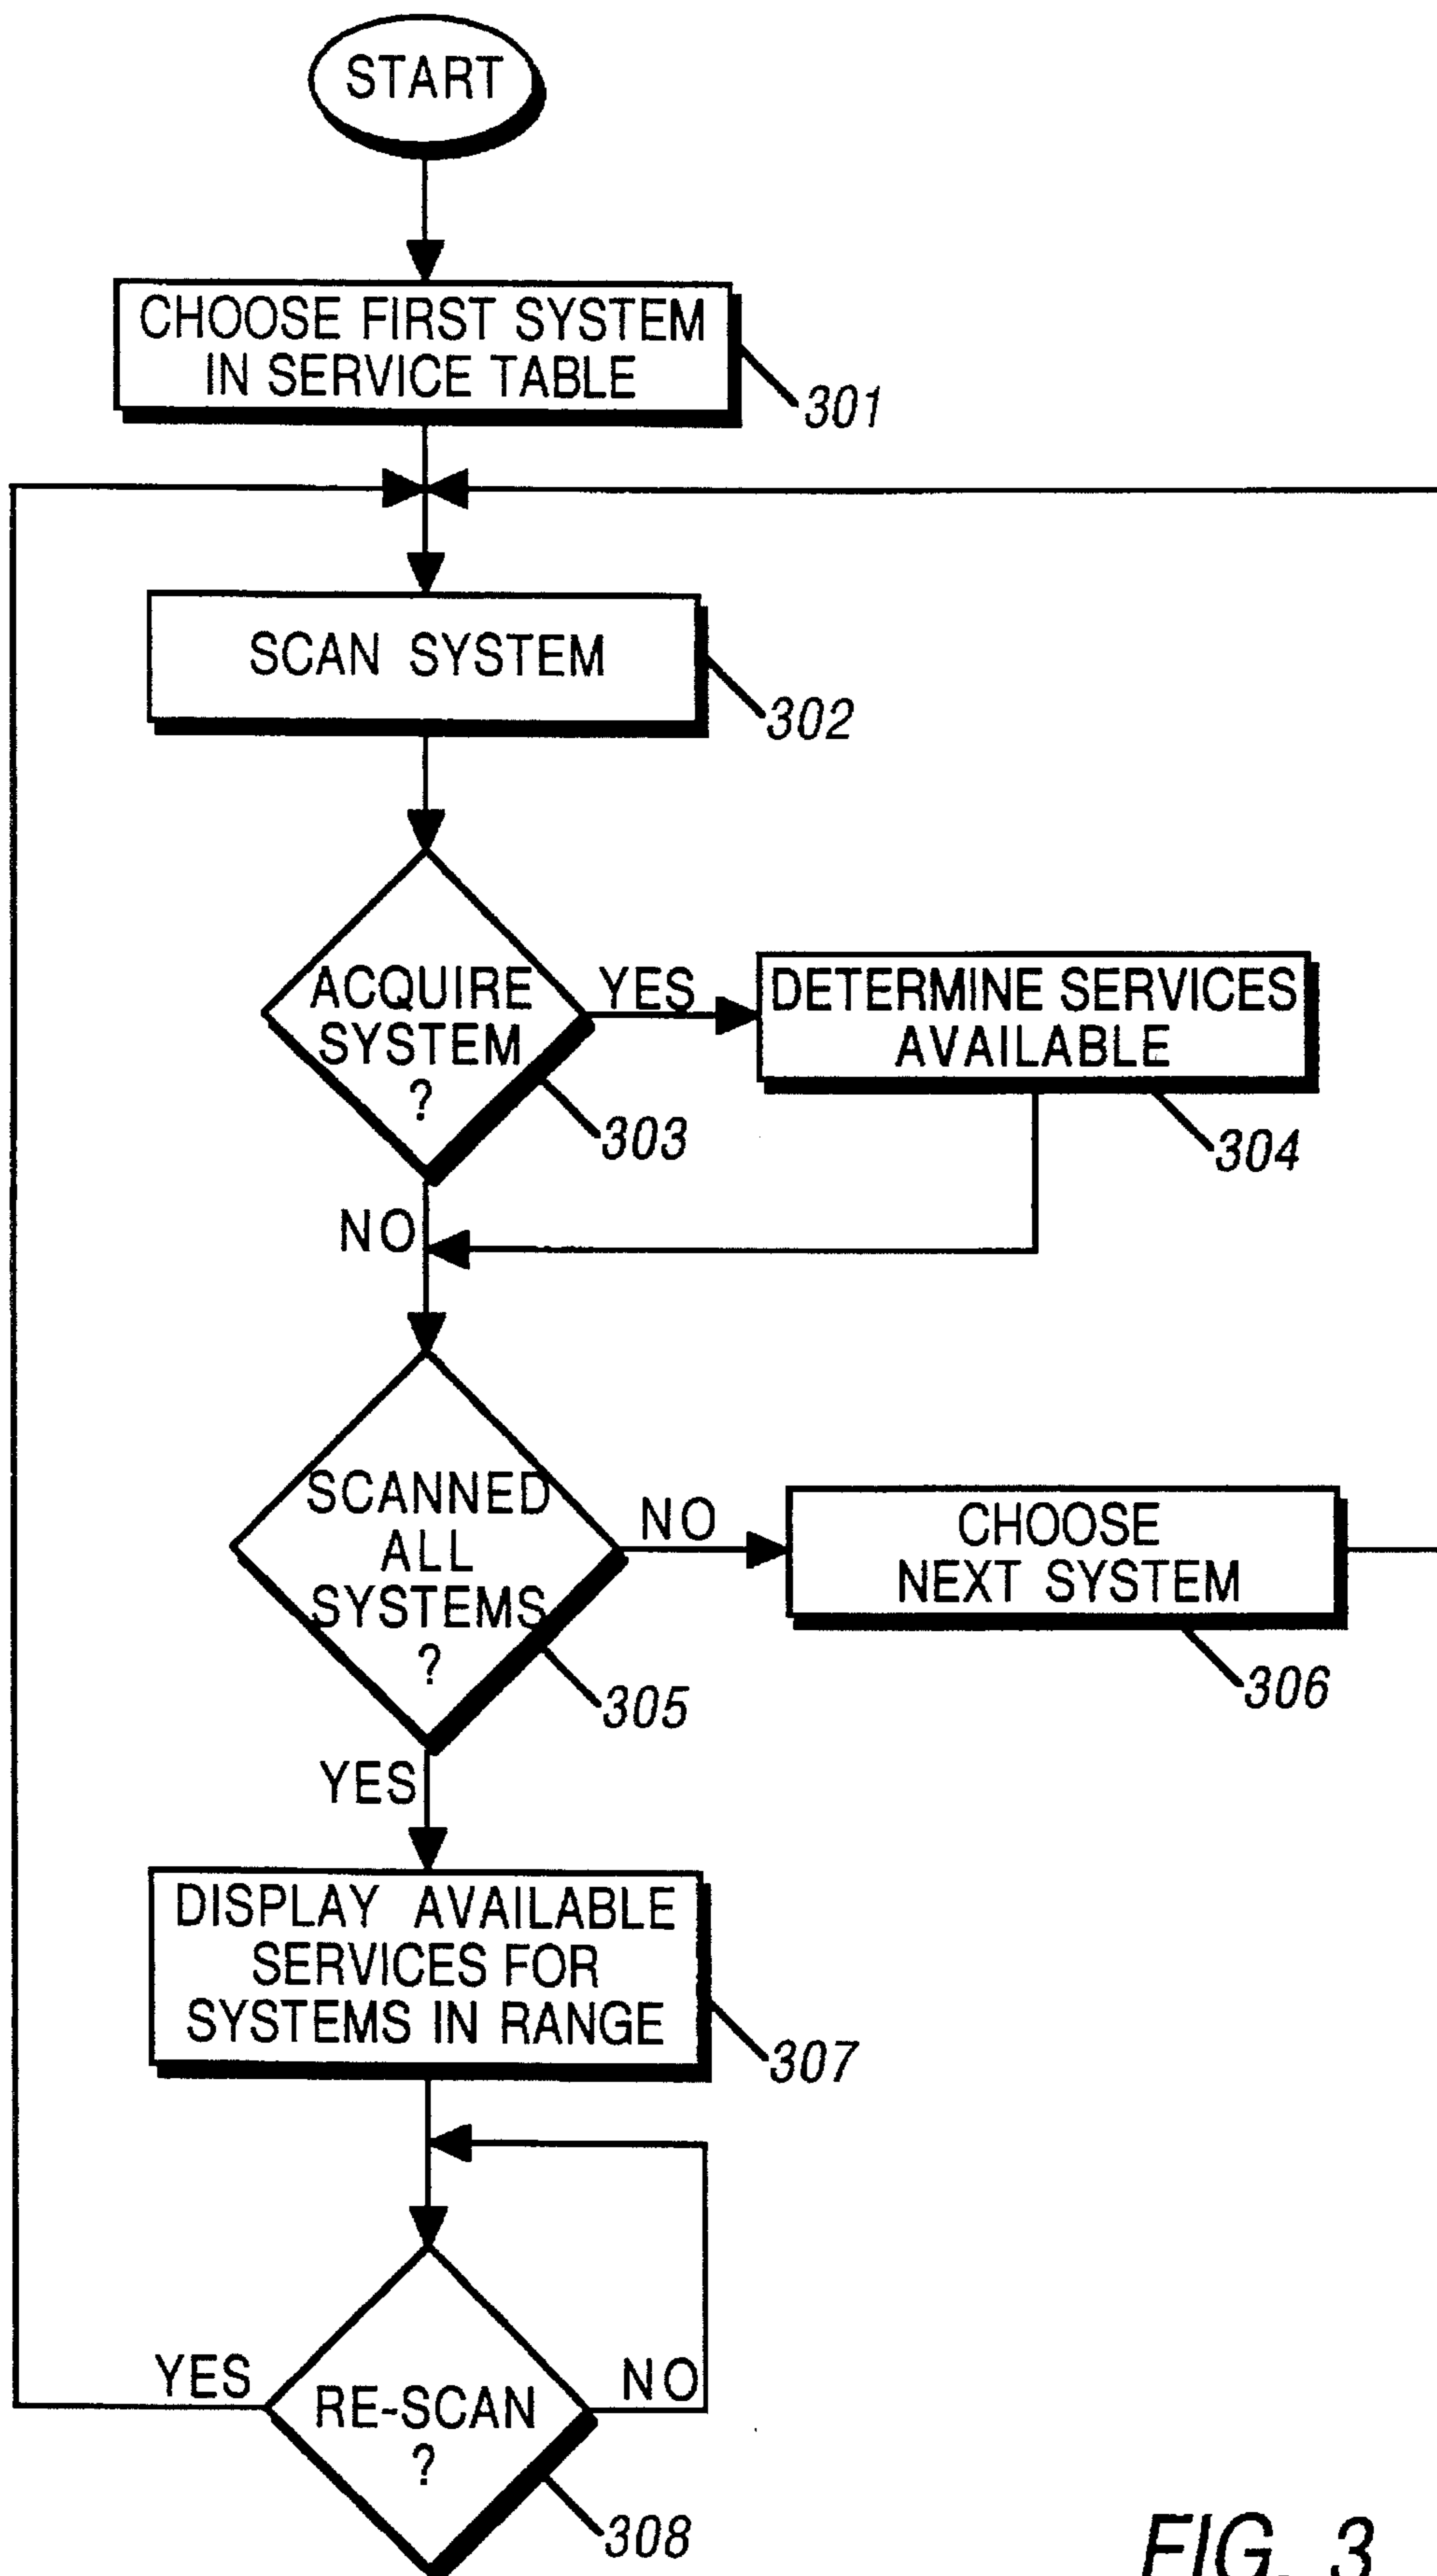 START
CHOOSE FIRST SYSTEM
IN SERVICE TABLE
301
SCAN SYSTEM
302
ACQUIRE
SYSTEM
?
303
YES
DETERMINE SERVICES
AVAILABLE
304
NO
SCANNED
ALL
SYSTEMS
?
305
NO
CHOOSE
NEXT SYSTEM
306
YES
DISPLAY AVAILABLE
SERVICES FOR
SYSTEMS IN RANGE
307
YES
RE-SCAN
?
NO
308
FIG. 3